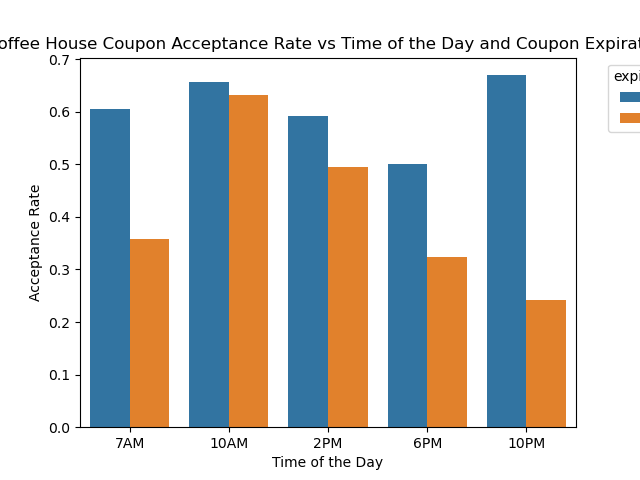 offee House Coupon Acceptance Rate vs Time of the Day and Coupon Expirat
expi
0.7
0.6
0.5
0.4
0.3
0.2
0.1
0.0
Acceptance Rate
7AM 10AM 2PM 6PM 10PM
Time of the Day